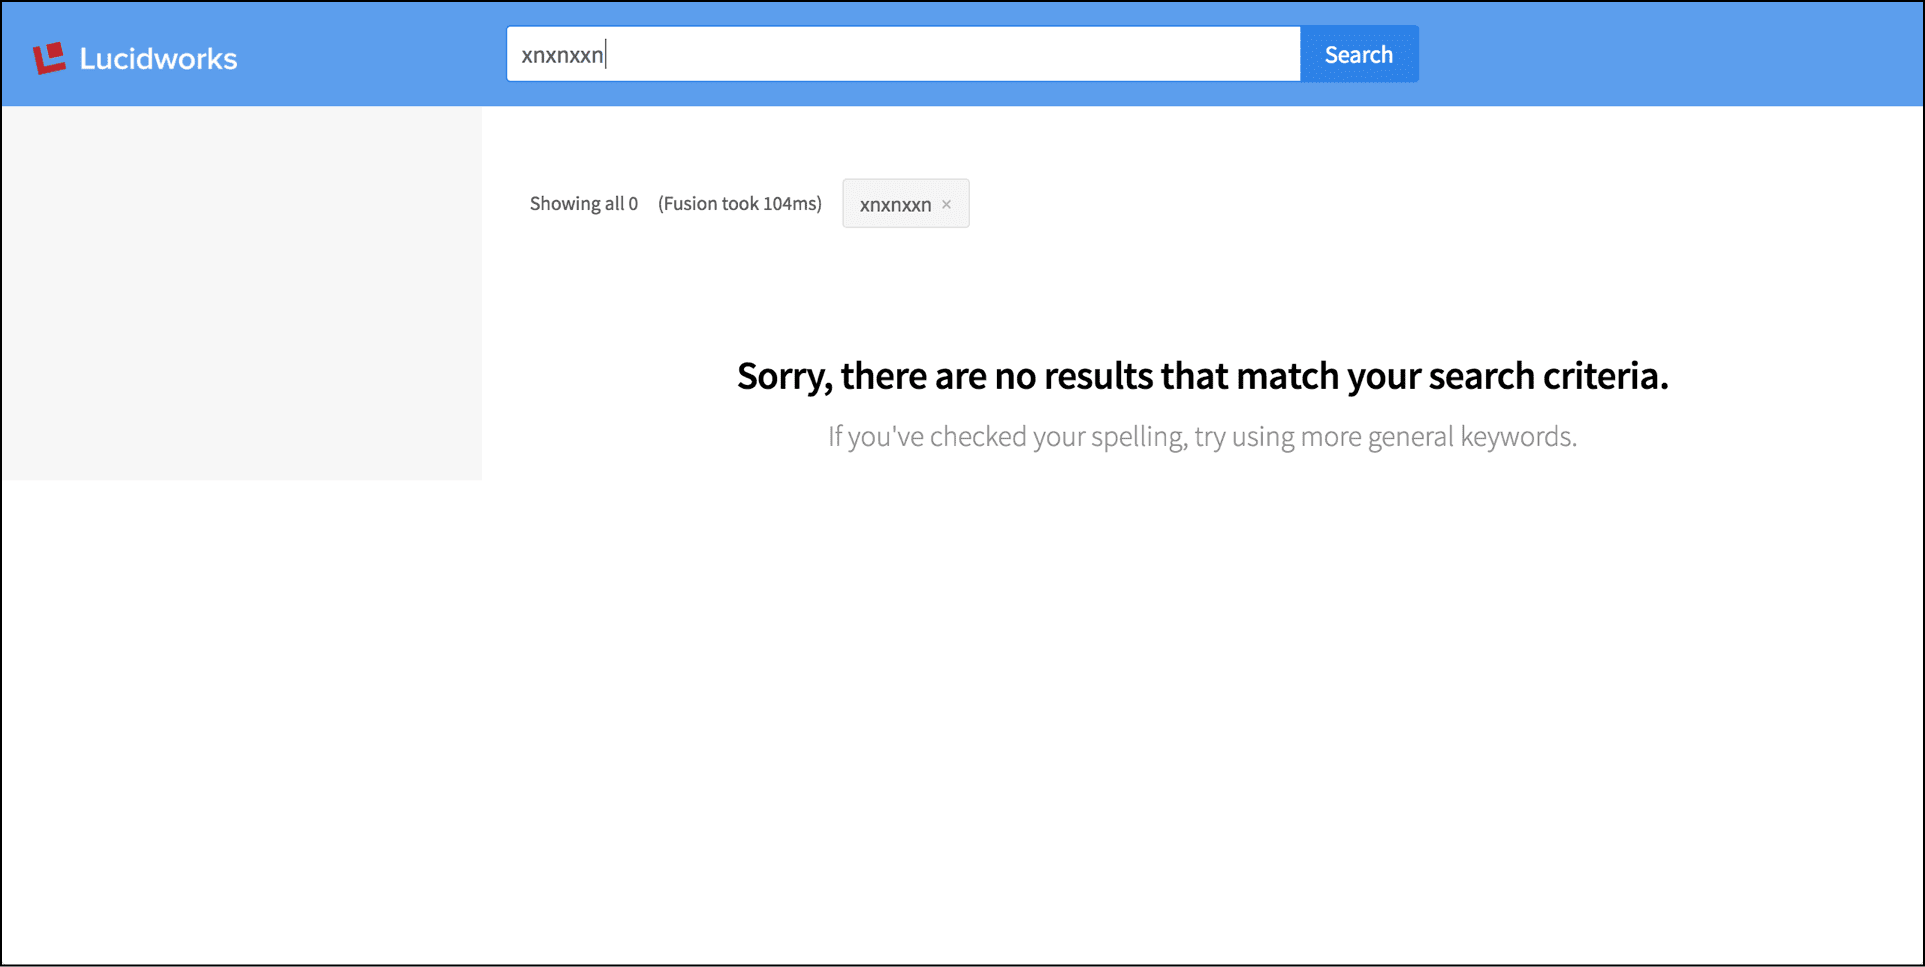 Lucidworks
xnxnxxn
Search
Showing all 0 (Fusion took 104ms) xnxnxxn ×
Sorry, there are no results that match your search criteria.
If you've checked your spelling, try using more general keywords.